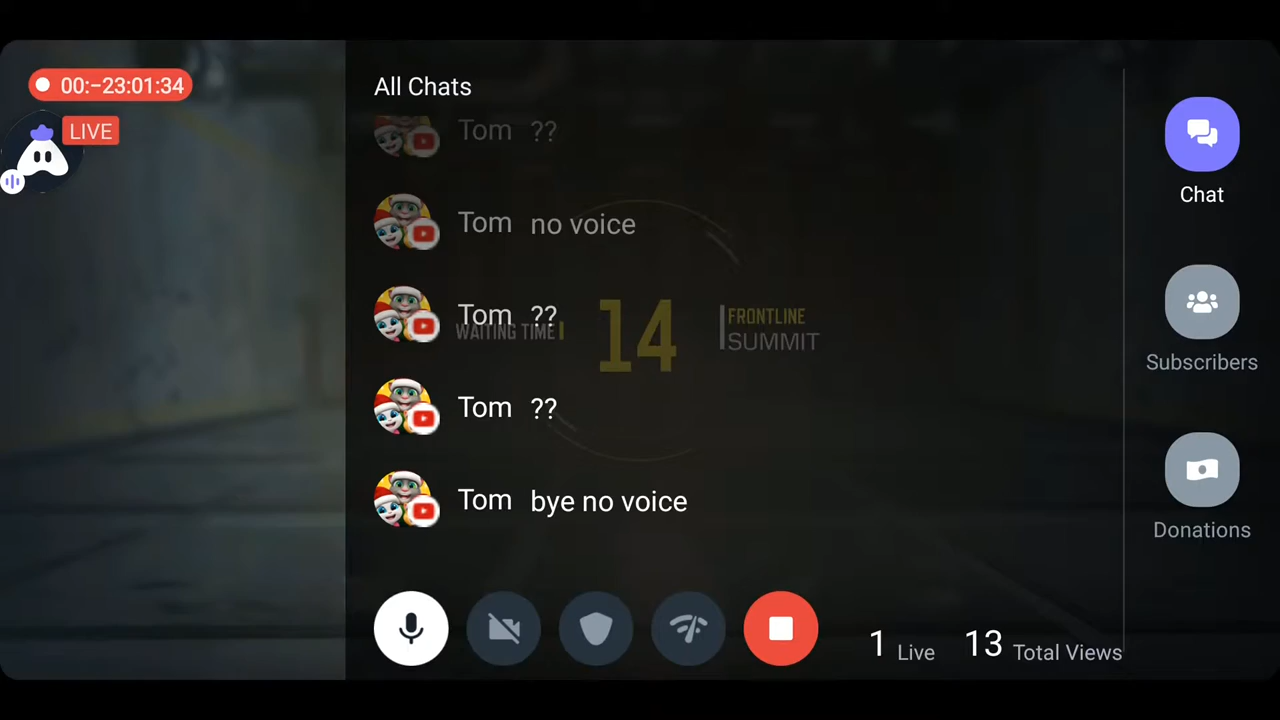 00:-23:01:34
LIVE
All Chats
Tom ??
Tom no voice
Tom ??
Tom ??
Tom bye no voice
WAITING TIME
14
FRONTLINE
SUMMIT
Chat
Subscribers
Donations
1 Live 13 Total Views